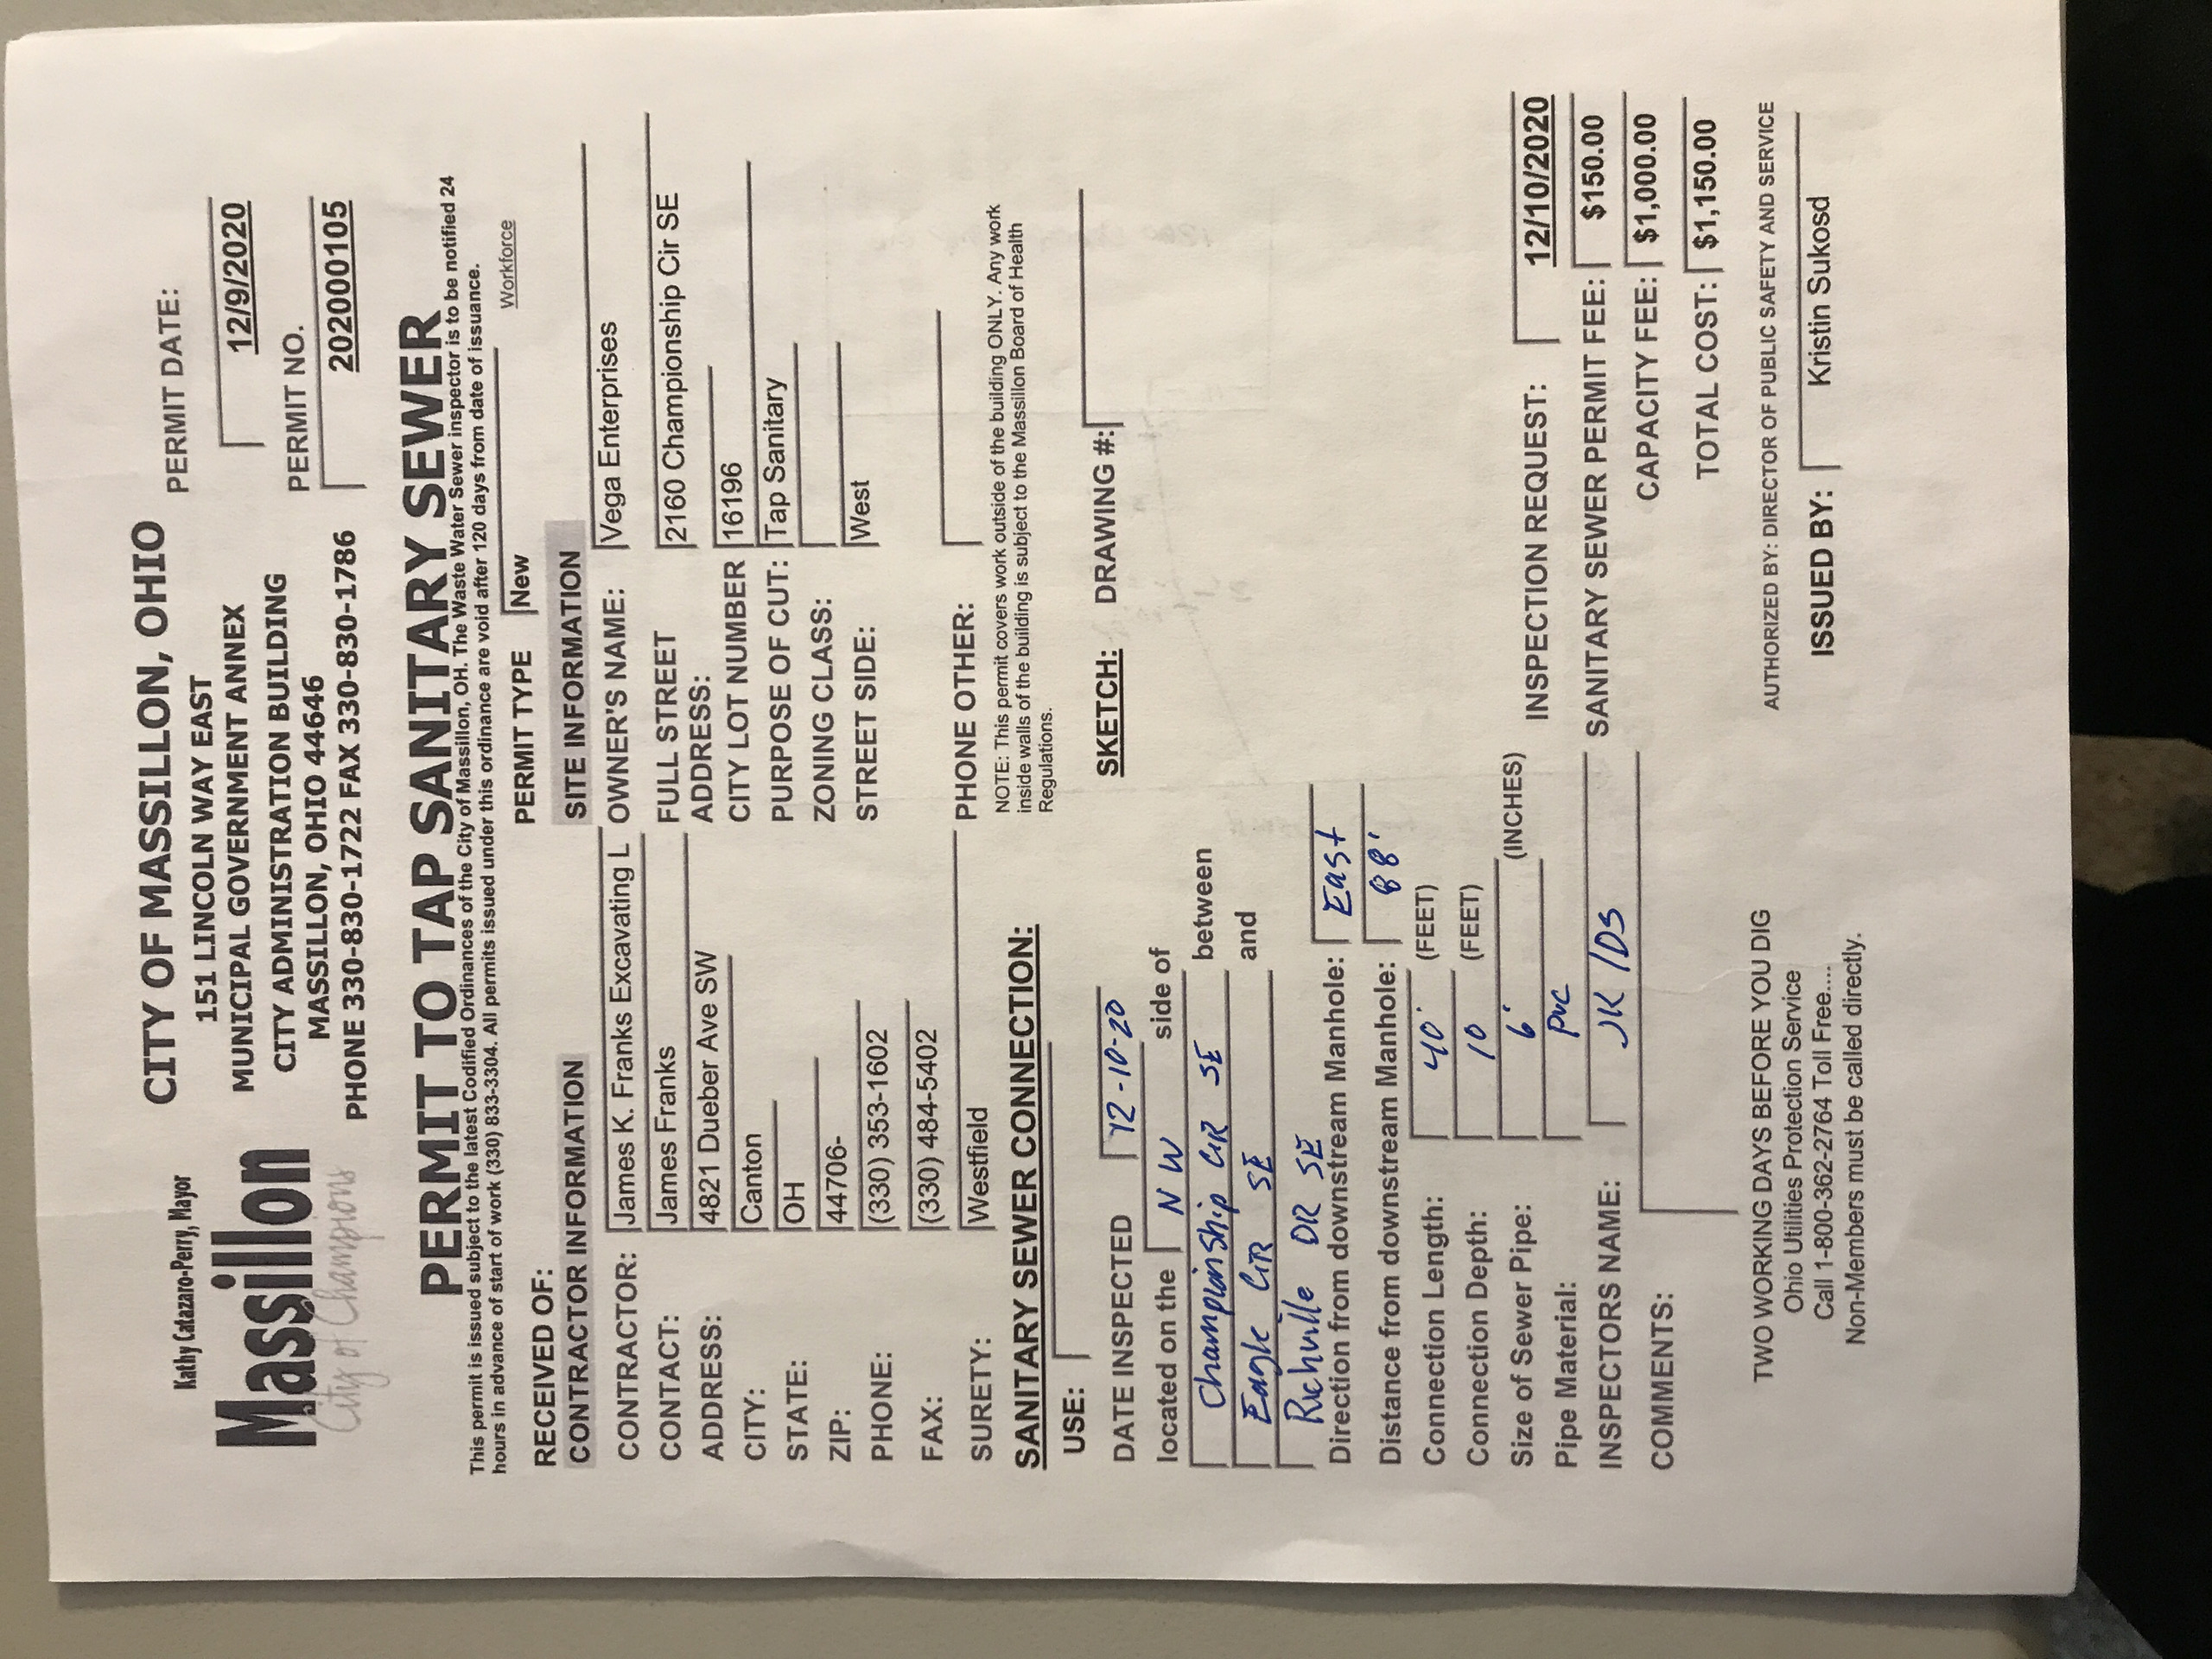 Kathy Catazaro-Perry, Mayor
Massillon
City of Champions
CITY OF MASSILLON, OHIO
151 LINCOLN WAY EAST
MUNICIPAL GOVERNMENT ANNEX
CITY ADMINISTRATION BUILDING
MASSILLON, OHIO 44646
PHONE 330-830-1722 FAX 330-830-1786
PERMIT DATE:
12/9/2020
PERMIT NO.
202000105
PERMIT TO TAP SANITARY SEWER
This permit is issued subject to the latest Codified Ordinances of the City of Massillon, OH. The Waste Water Sewer inspector is to be notified 24
hours in advance of start of work (330) 833-3304. All permits issued under this ordinance are void after 120 days from date of issuance.
RECEIVED OF:
PERMIT TYPE New Workforce
CONTRACTOR INFORMATION
CONTRACTOR: James K. Franks Excavating L
CONTACT: James Franks
ADDRESS: 4821 Dueber Ave SW
CITY: Canton
STATE: OH
ZIP: 44706-
PHONE: (330) 353-1602
FAX: (330) 484-5402
SURETY: Westfield
SITE INFORMATION
OWNER'S NAME: Vega Enterprises
FULL STREET
ADDRESS: 2160 Championship Cir SE
CITY LOT NUMBER 16196
PURPOSE OF CUT: Tap Sanitary
ZONING CLASS:
STREET SIDE: West
PHONE OTHER:
NOTE: This permit covers work outside of the building ONLY. Any work
inside walls of the building is subject to the Massillon Board of Health
Regulations.
SANITARY SEWER CONNECTION:
USE:
DATE INSPECTED 12-10-20
located on the NW side of
Championship CIR SE between
Eagle CIR SE and
Richville DR SE
Direction from downstream Manhole: East
Distance from downstream Manhole: 88'
Connection Length: 40' (FEET)
Connection Depth: 10 (FEET)
Size of Sewer Pipe: 6" (INCHES)
Pipe Material: PVC
INSPECTORS NAME: JK/DS
COMMENTS:
SKETCH: DRAWING #:
INSPECTION REQUEST: 12/10/2020
SANITARY SEWER PERMIT FEE: $150.00
CAPACITY FEE: $1,000.00
TOTAL COST: $1,150.00
TWO WORKING DAYS BEFORE YOU DIG
Ohio Utilities Protection Service
Call 1-800-362-2764 Toll Free....
Non-Members must be called directly.
AUTHORIZED BY: DIRECTOR OF PUBLIC SAFETY AND SERVICE
ISSUED BY: Kristin Sukosd